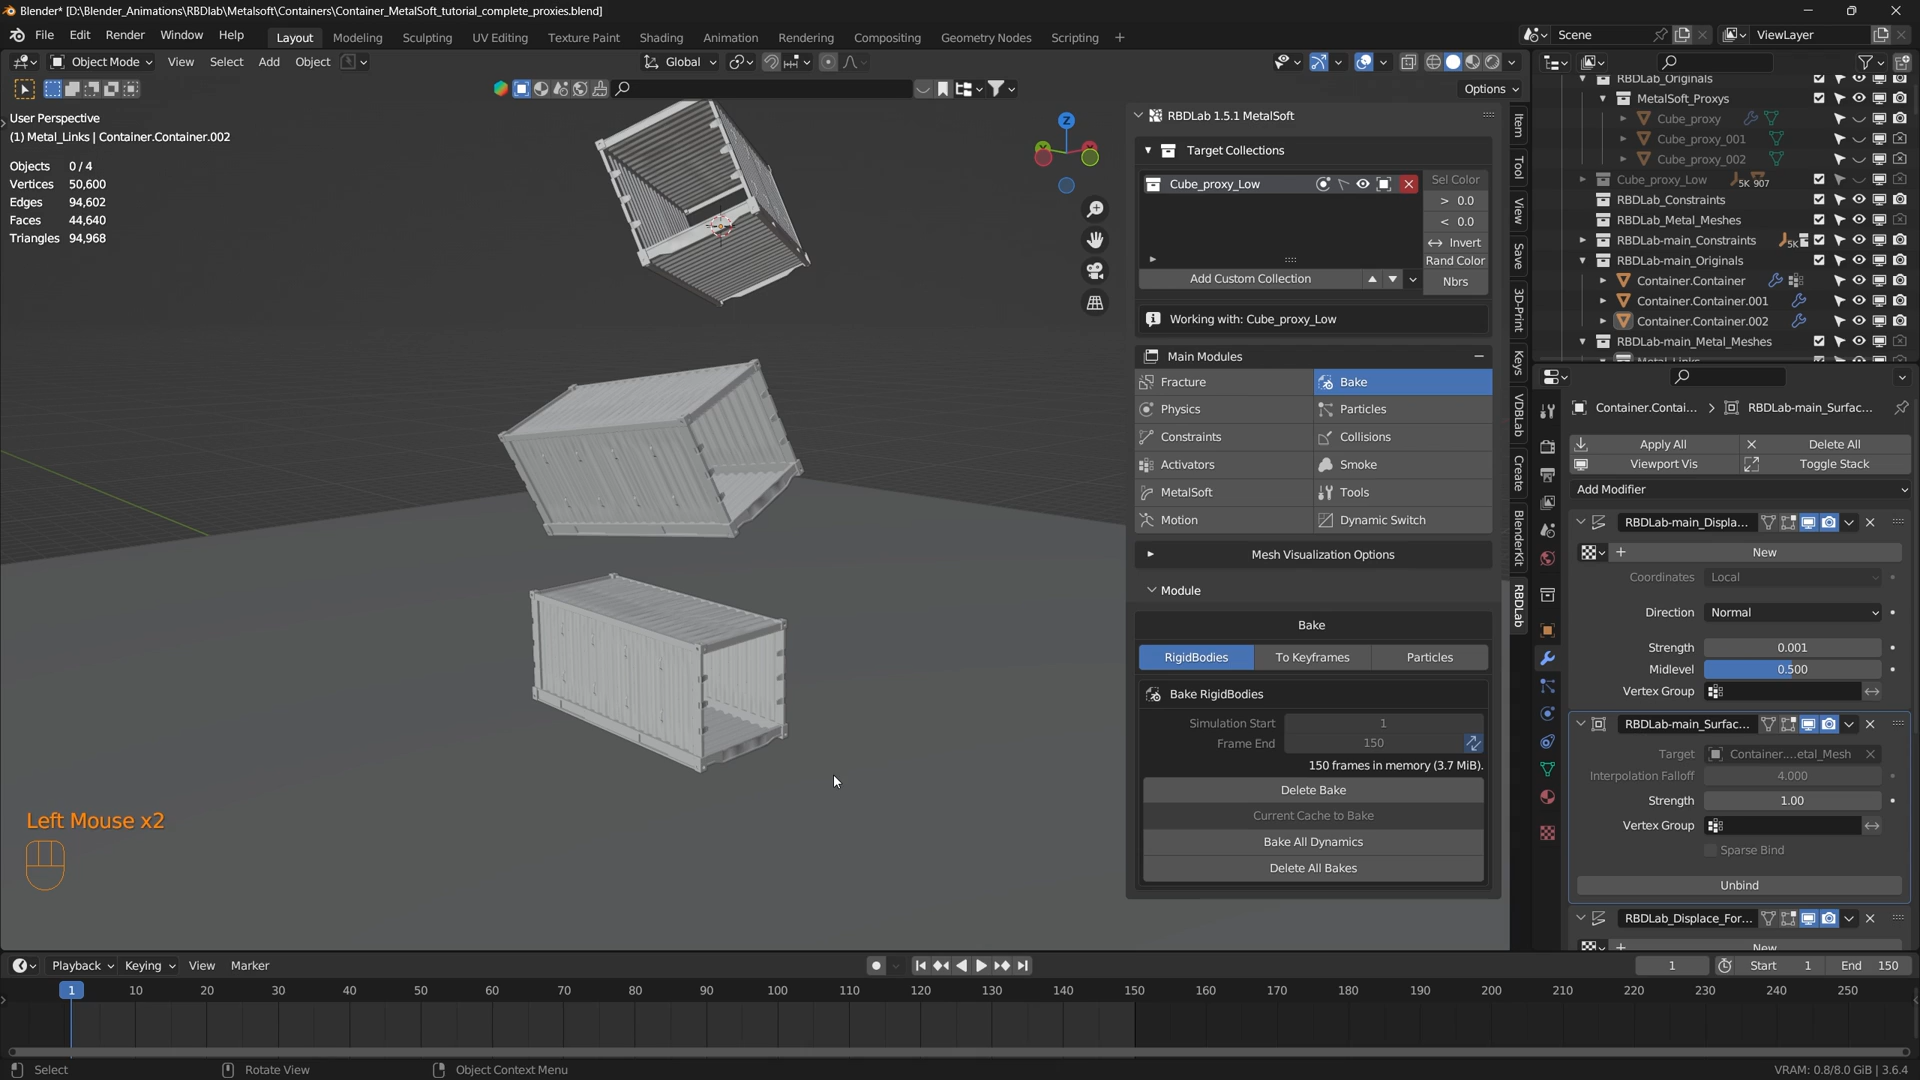 Blender* [D:\Blender_Animations\RBDlab\Metalsoft\Containers\Container_MetalSoft_tutorial_complete_proxies.blend]
File Edit Render Window Help Layout Modeling Sculpting UV Editing Texture Paint Shading Animation Rendering Compositing Geometry Nodes Scripting +
Scene ViewLayer
Object Mode View Select Add Object Global
Options
User Perspective
(1) Metal_Links | Container.Container.002
Objects 0 / 4
Vertices 50,600
Edges 94,602
Faces 44,640
Triangles 94,968
Z
Y
Left Mouse x2
RBDLab 1.5.1 MetalSoft
Target Collections
Cube_proxy_Low Sel Color
> 0.0
< 0.0
Invert
Rand Color
Add Custom Collection Nbrs
Working with: Cube_proxy_Low
Main Modules
Fracture Bake
Physics Particles
Constraints Collisions
Activators Smoke
MetalSoft Tools
Motion Dynamic Switch
Mesh Visualization Options
Module
Bake
RigidBodies To Keyframes Particles
Bake RigidBodies
Simulation Start 1
Frame End 150
150 frames in memory (3.7 MiB).
Delete Bake
Current Cache to Bake
Bake All Dynamics
Delete All Bakes
Item
Tool
View
Save
3D-Print
Keys
VDBLab
Create
BlenderKit
RBDLab
RBDLab_Originals
MetalSoft_Proxys
Cube_proxy
Cube_proxy_001
Cube_proxy_002
Cube_proxy_Low 5K 907
RBDLab_Constraints
RBDLab_Metal_Meshes
RBDLab-main_Constraints 5K
RBDLab-main_Originals
Container.Container
Container.Container.001
Container.Container.002
RBDLab-main_Metal_Meshes
Metal_Links
Container.Contai... > RBDLab-main_Surfac...
Apply All Delete All
Viewport Vis Toggle Stack
Add Modifier
RBDLab-main_Displa...
New
Coordinates Local
Direction Normal
Strength 0.001
Midlevel 0.500
Vertex Group
RBDLab-main_Surfac...
Target Container....etal_Mesh
Interpolation Falloff 4.000
Strength 1.00
Vertex Group
Sparse Bind
Unbind
RBDLab_Displace_For...
New
Playback Keying View Marker 1 Start 1 End 150
1 10 20 30 40 50 60 70 80 90 100 110 120 130 140 150 160 170 180 190 200 210 220 230 240 250
Select Rotate View Object Context Menu VRAM: 0.8/8.0 GiB | 3.6.4